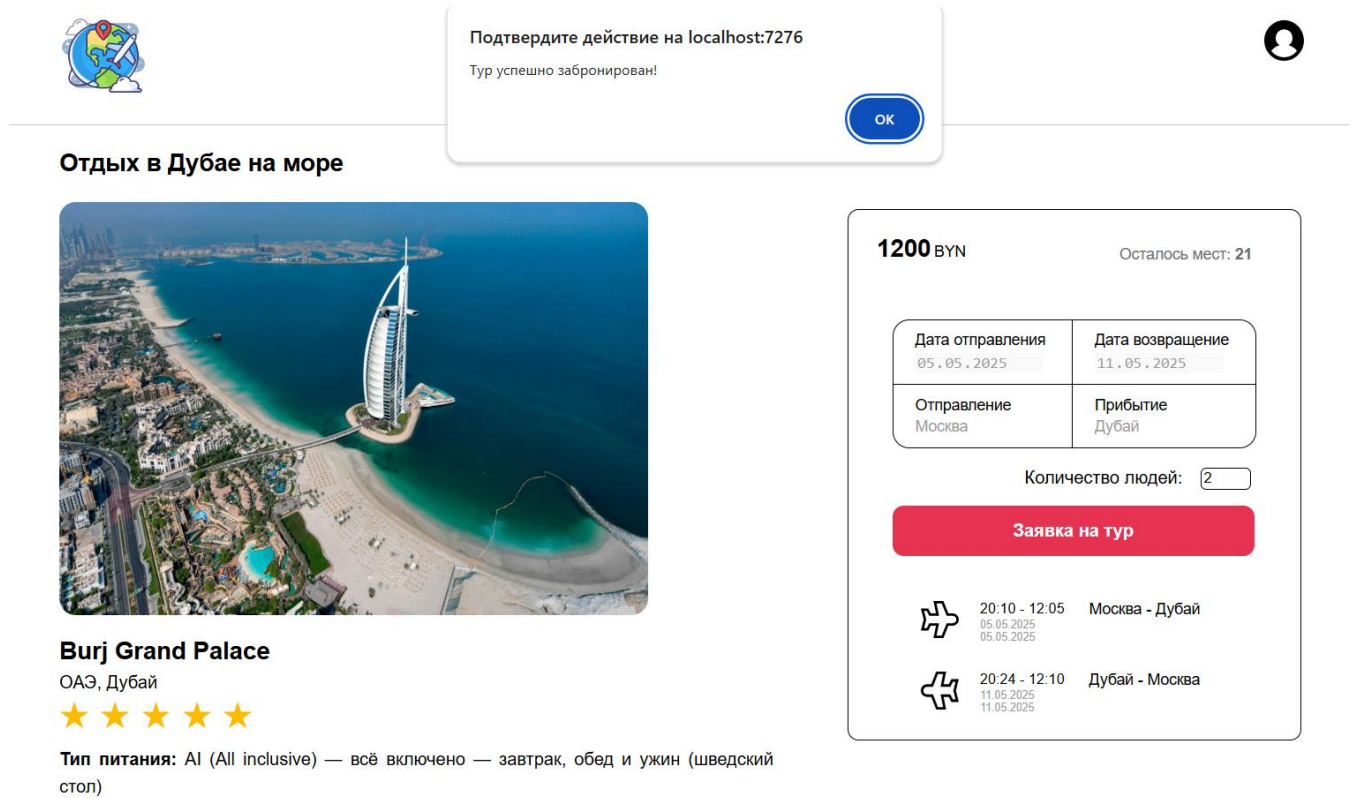 Подтвердите действие на localhost:7276
Тур успешно забронирован!
ОК
Отдых в Дубае на море
1200 BYN
Осталось мест: 21
Дата отправления
05.05.2025
Дата возвращение
11.05.2025
Отправление
Москва
Прибытие
Дубай
Количество людей: 2
Заявка на тур
20:10 - 12:05 Москва - Дубай
05.05.2025
05.05.2025
20:24 - 12:10 Дубай - Москва
11.05.2025
11.05.2025
Burj Grand Palace
ОАЭ, Дубай
Тип питания: AI (All inclusive) — всё включено — завтрак, обед и ужин (шведский
стол)